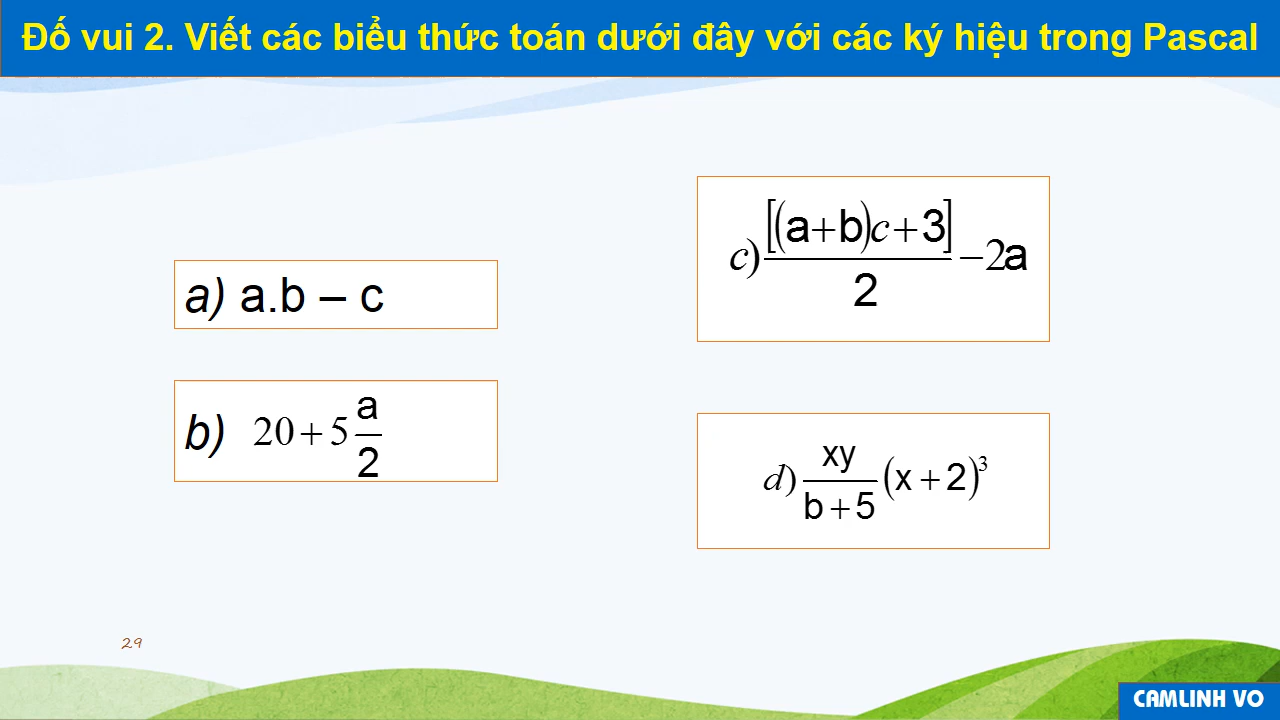 Đố vui 2. Viết các biểu thức toán dưới đây với các ký hiệu trong Pascal
a) a.b – c
b) 20 + 5 a/2
c) [(a+b)c+3]/2 −2a
d) xy/(b + 5) (x + 2)³
29
CAMLINH VO